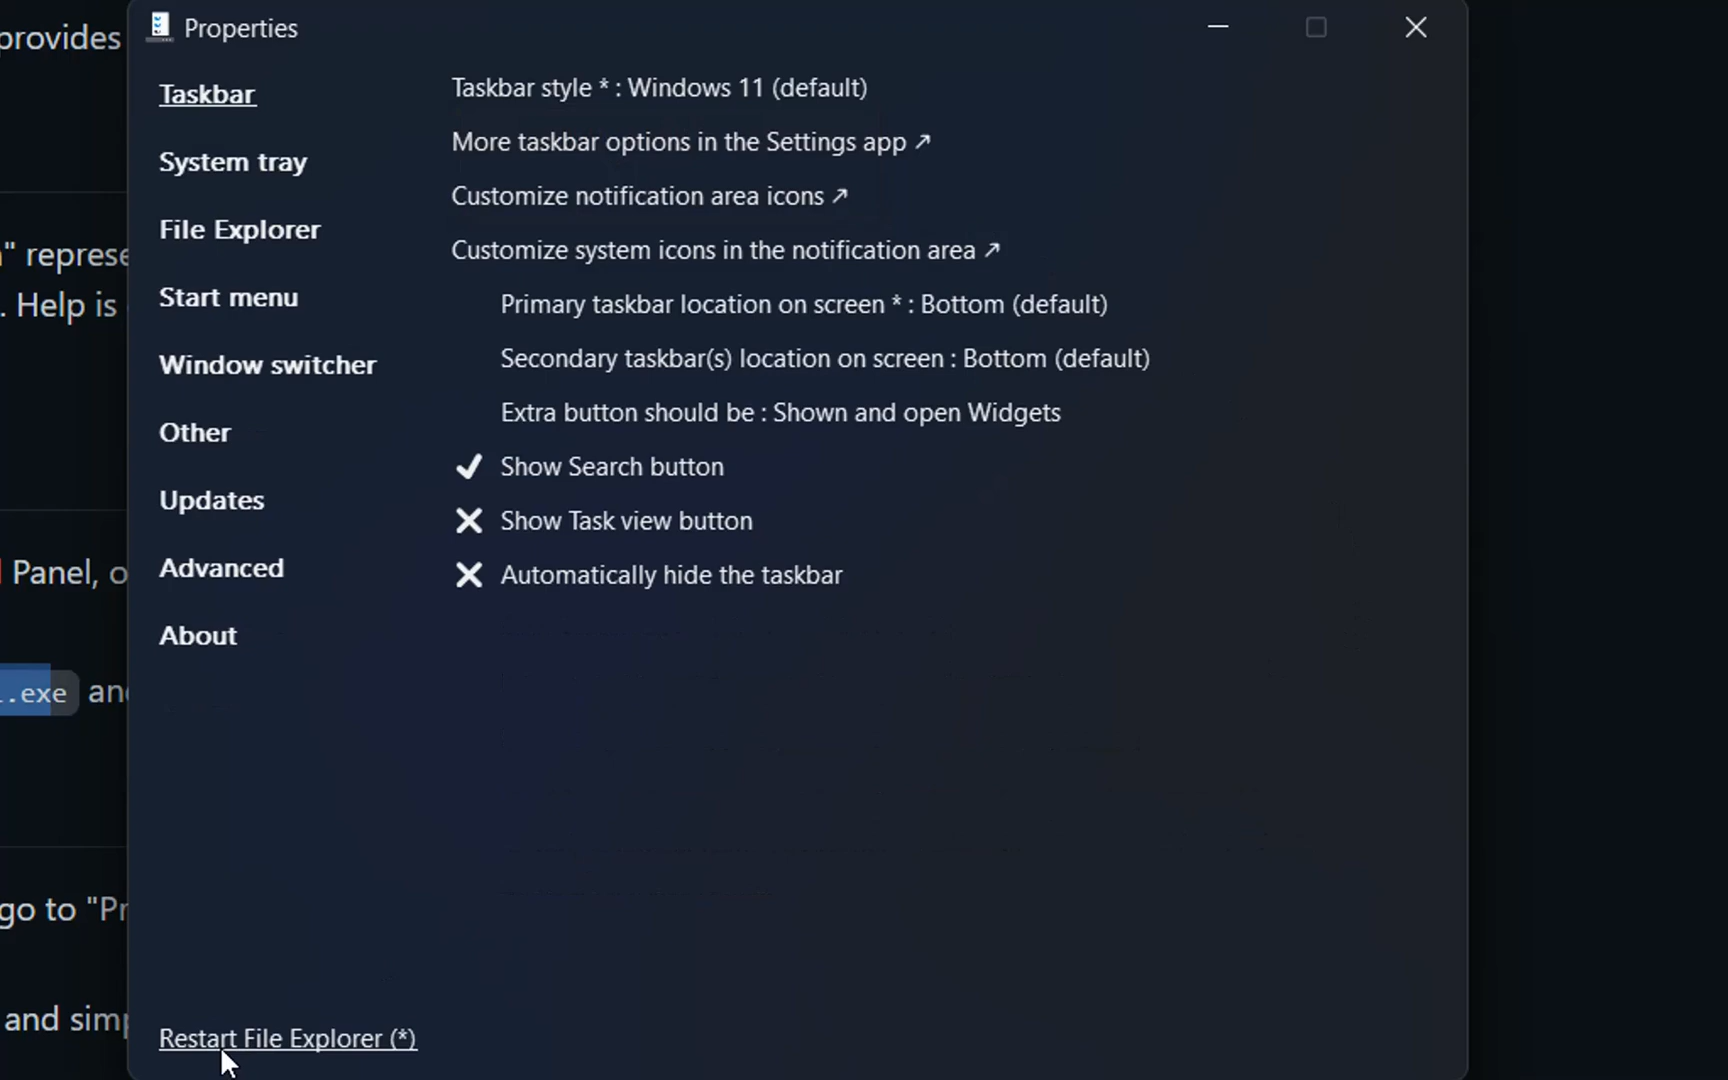 Properties
Taskbar
System tray
File Explorer
Start menu
Window switcher
Other
Updates
Advanced
About
Restart File Explorer (*)
Taskbar style * : Windows 11 (default)
More taskbar options in the Settings app ↗
Customize notification area icons ↗
Customize system icons in the notification area ↗
Primary taskbar location on screen * : Bottom (default)
Secondary taskbar(s) location on screen : Bottom (default)
Extra button should be : Shown and open Widgets
Show Search button
Show Task view button
Automatically hide the taskbar
provides
" represe
. Help is
Panel, o
.exe and
go to "Pr
and simp